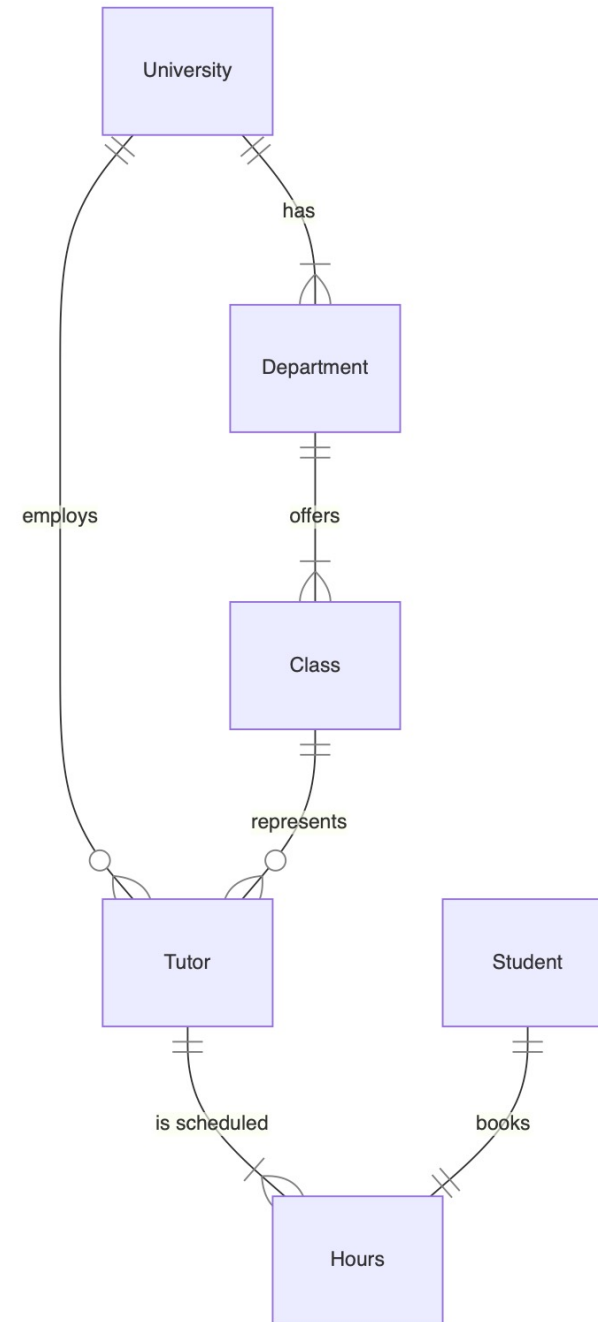 University
has
Department
employs
offers
Class
represents
Tutor
Student
is scheduled
books
Hours